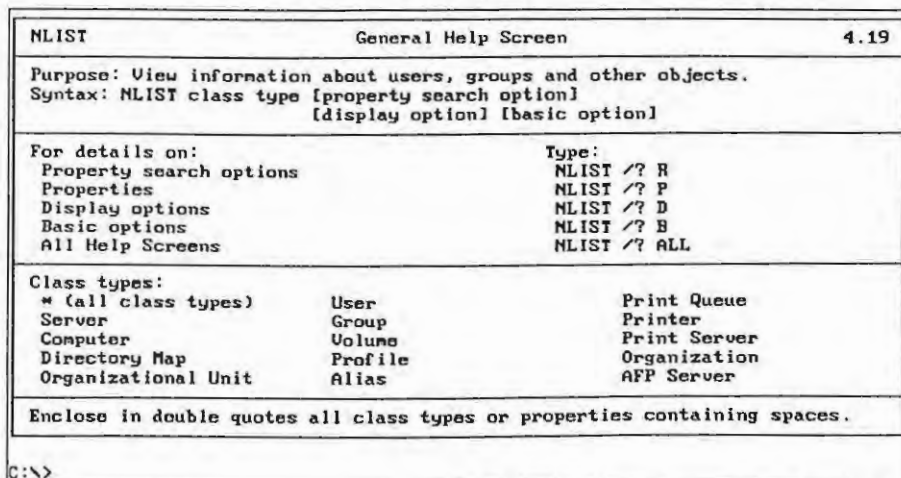 NLIST General Help Screen 4.19
Purpose: View information about users, groups and other objects.
Syntax: NLIST class type [property search option]
[display option] [basic option]
For details on: Type:
Property search options NLIST /? R
Properties NLIST /? P
Display options NLIST /? D
Basic options NLIST /? B
All Help Screens NLIST /? ALL
Class types:
* (all class types) User Print Queue
Server Group Printer
Computer Volume Print Server
Directory Map Profile Organization
Organizational Unit Alias AFP Server
Enclose in double quotes all class types or properties containing spaces.
C:\>